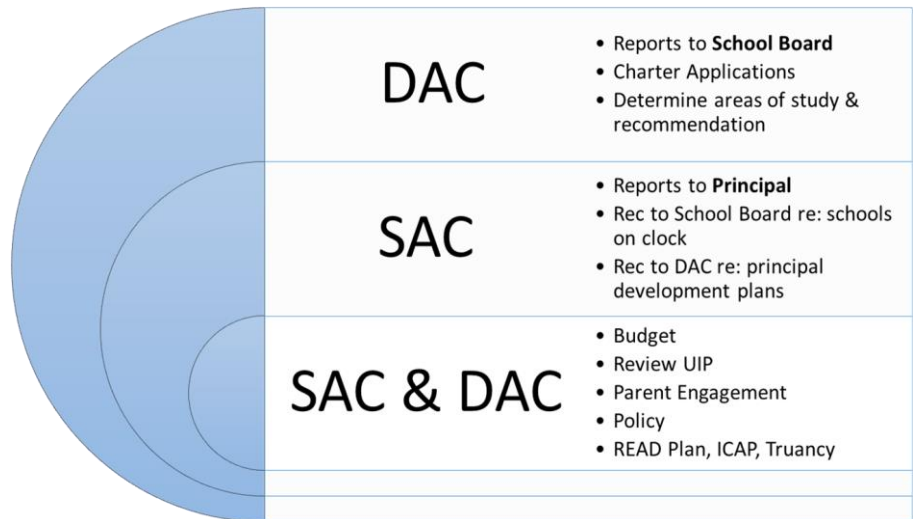 DAC
• Reports to School Board
• Charter Applications
• Determine areas of study &
recommendation
SAC
• Reports to Principal
• Rec to School Board re: schools
on clock
• Rec to DAC re: principal
development plans
SAC & DAC
• Budget
• Review UIP
• Parent Engagement
• Policy
• READ Plan, ICAP, Truancy